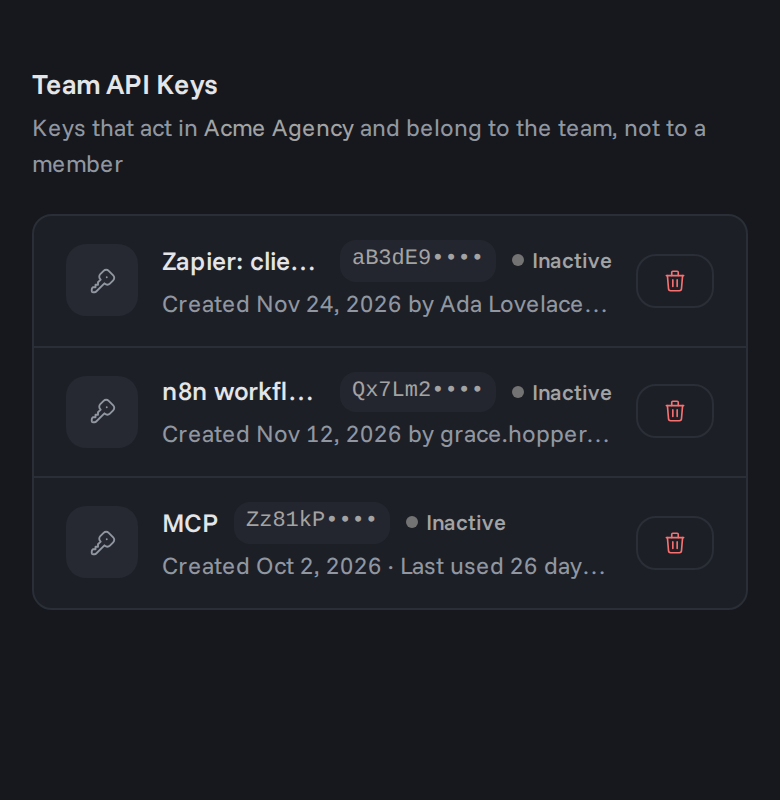 Team API Keys
Keys that act in Acme Agency and belong to the team, not to a
member
Zapier: clie... aB3dE9•••• Inactive
Created Nov 24, 2026 by Ada Lovelace...
n8n workfl... Qx7Lm2•••• Inactive
Created Nov 12, 2026 by grace.hopper...
MCP Zz81kP•••• Inactive
Created Oct 2, 2026 · Last used 26 day...